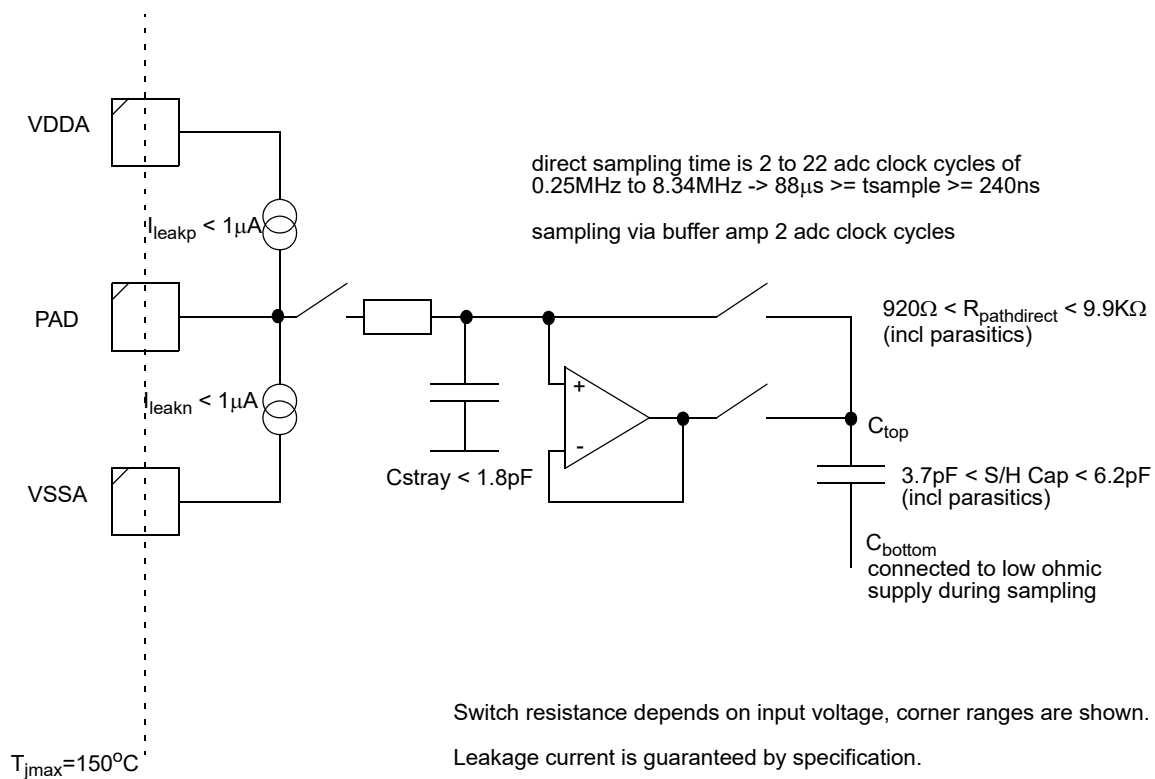 VDDA
direct sampling time is 2 to 22 adc clock cycles of
0.25MHz to 8.34MHz -> 88μs >= tsample >= 240ns
Ileakp < 1μA
sampling via buffer amp 2 adc clock cycles
PAD
920Ω < Rpathdirect < 9.9KΩ
(incl parasitics)
+
Ileakn < 1μA
Ctop
-
Cstray < 1.8pF
3.7pF < S/H Cap < 6.2pF
(incl parasitics)
VSSA
Cbottom
connected to low ohmic
supply during sampling
Switch resistance depends on input voltage, corner ranges are shown.
Leakage current is guaranteed by specification.
Tjmax=150oC